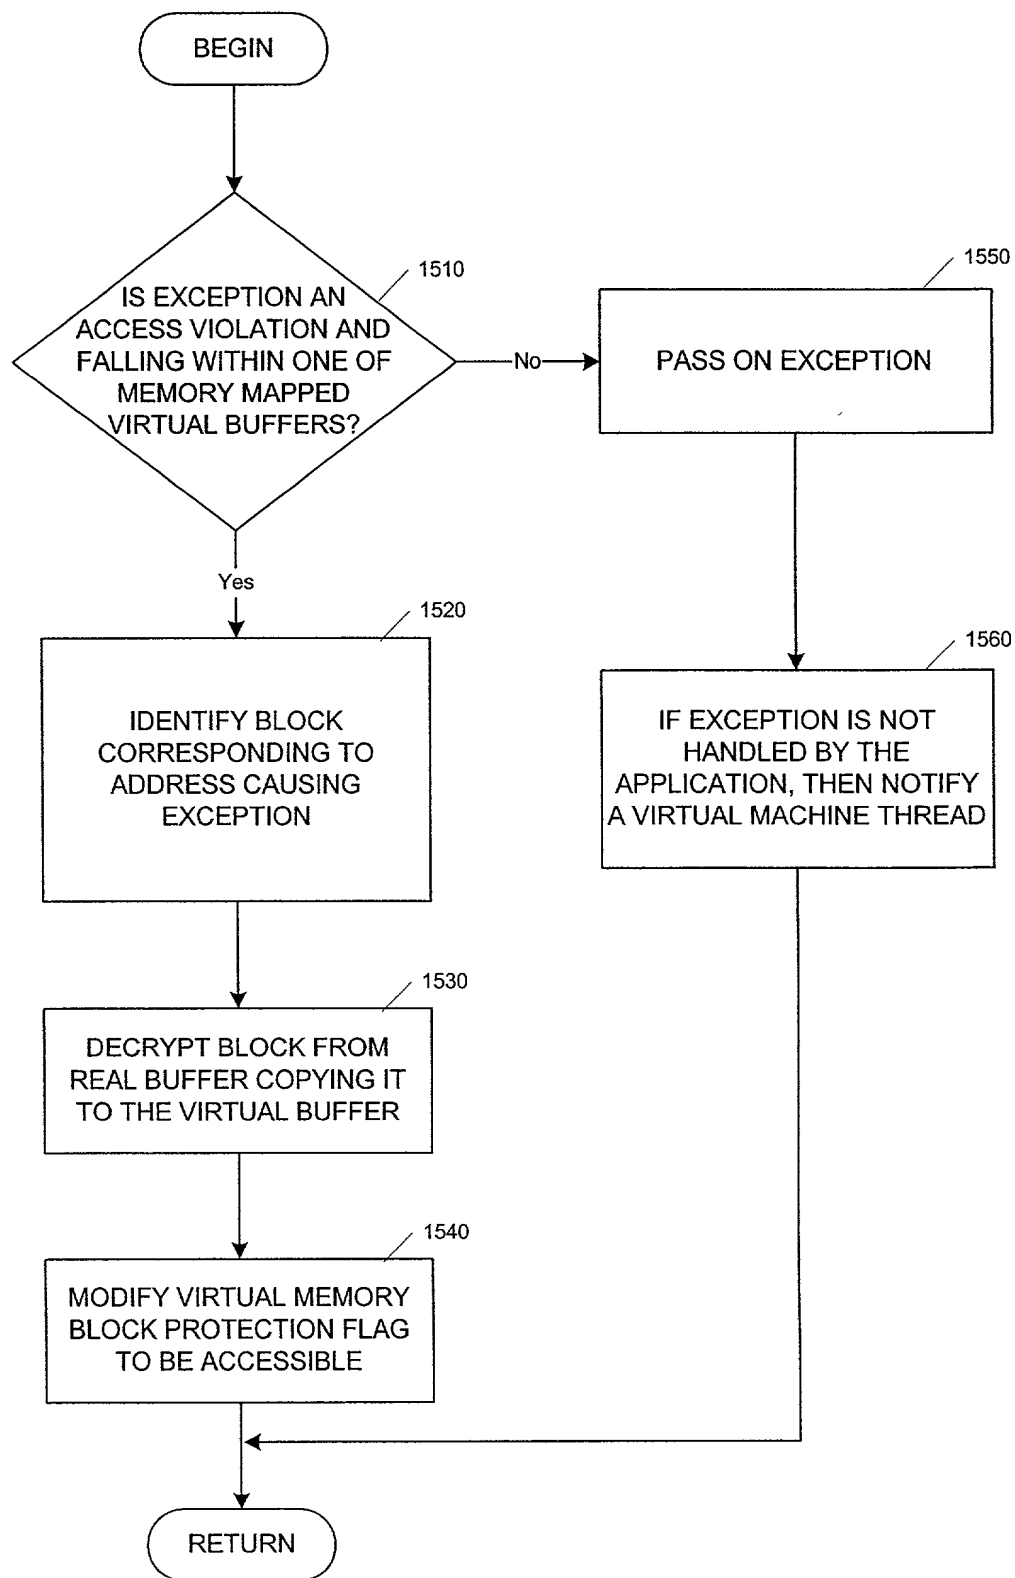 BEGIN
1510
IS EXCEPTION AN
ACCESS VIOLATION AND
FALLING WITHIN ONE OF
MEMORY MAPPED
VIRTUAL BUFFERS?
No
1550
PASS ON EXCEPTION
Yes
1520
IDENTIFY BLOCK
CORRESPONDING TO
ADDRESS CAUSING
EXCEPTION
1560
IF EXCEPTION IS NOT
HANDLED BY THE
APPLICATION, THEN NOTIFY
A VIRTUAL MACHINE THREAD
1530
DECRYPT BLOCK FROM
REAL BUFFER COPYING IT
TO THE VIRTUAL BUFFER
1540
MODIFY VIRTUAL MEMORY
BLOCK PROTECTION FLAG
TO BE ACCESSIBLE
RETURN